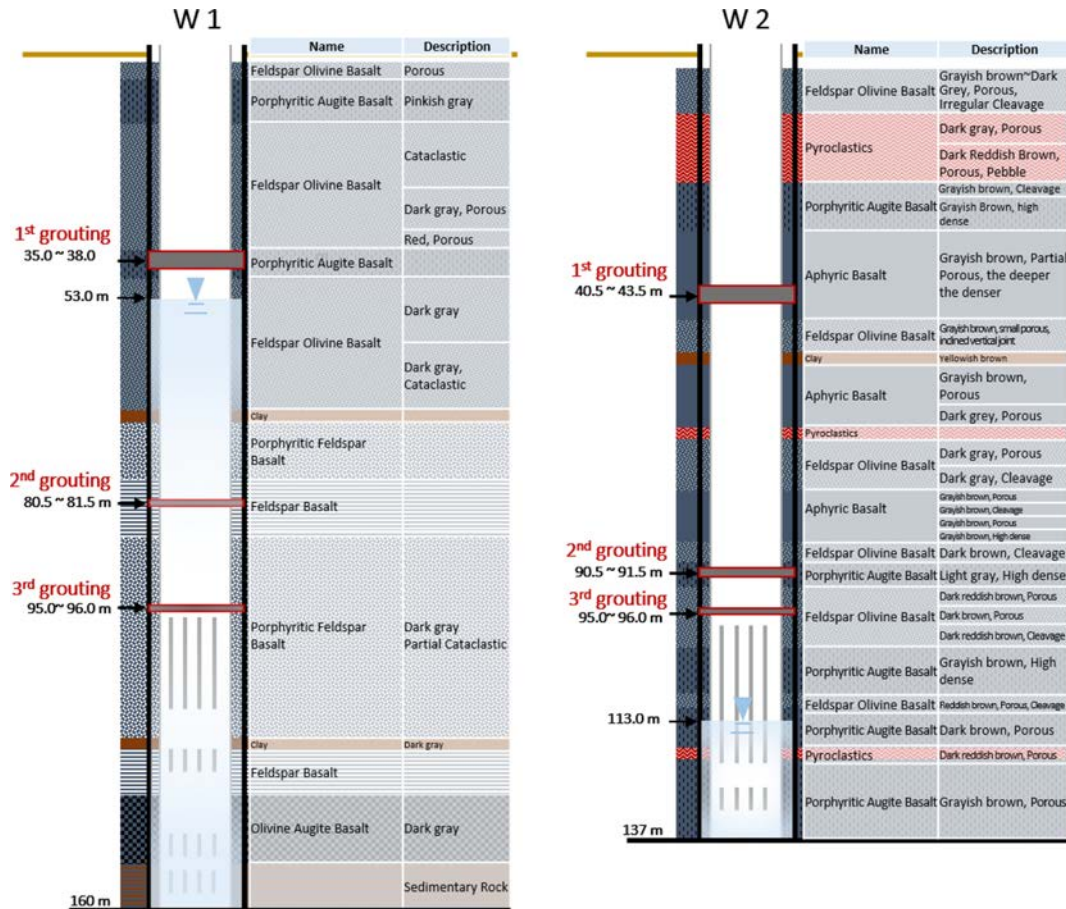 W 1
Name
Description
Feldspar Olivine Basalt
Porous
Porphyritic Augite Basalt
Pinkish gray
Feldspar Olivine Basalt
Cataclastic
Dark gray, Porous
Red, Porous
1st grouting
35.0 ~ 38.0
Porphyritic Augite Basalt
53.0 m
Feldspar Olivine Basalt
Dark gray
Dark gray,
Cataclastic
Clay
Porphyritic Feldspar
Basalt
2nd grouting
80.5 ~ 81.5 m
Feldspar Basalt
3rd grouting
95.0~ 96.0 m
Porphyritic Feldspar
Basalt
Dark gray
Partial Cataclastic
Clay
Dark gray
Feldspar Basalt
Olivine Augite Basalt
Dark gray
Sedimentary Rock
160 m
W 2
Name
Description
Feldspar Olivine Basalt
Grayish brown~Dark
Grey, Porous,
Irregular Cleavage
Pyroclastics
Dark gray, Porous
Dark Reddish Brown,
Porous, Pebble
Porphyritic Augite Basalt
Grayish brown, Cleavage
Grayish Brown, high
dense
1st grouting
40.5 ~ 43.5 m
Aphyric Basalt
Grayish brown, Partial
Porous, the deeper
the denser
Feldspar Olivine Basalt
Grayish brown, small porous,
inclined vertical joint
Clay
Yellowish brown
Aphyric Basalt
Grayish brown,
Porous
Dark grey, Porous
Pyroclastics
Feldspar Olivine Basalt
Dark gray, Porous
Dark gray, Cleavage
Aphyric Basalt
Grayish brown, Porous
Grayish brown, Cleavage
Grayish brown, Porous
Grayish brown, High dense
Feldspar Olivine Basalt
Dark brown, Cleavage
2nd grouting
90.5 ~ 91.5 m
Porphyritic Augite Basalt
Light gray, High dense
3rd grouting
95.0~ 96.0 m
Feldspar Olivine Basalt
Dark reddish brown, Porous
Dark brown, Porous
Dark reddish brown, Cleavage
Porphyritic Augite Basalt
Grayish brown, High
dense
Feldspar Olivine Basalt
Reddish brown, Porous, Cleavage
113.0 m
Porphyritic Augite Basalt
Dark brown, Porous
Pyroclastics
Dark reddish brown, Porous
Porphyritic Augite Basalt
Grayish brown, Porous
137 m